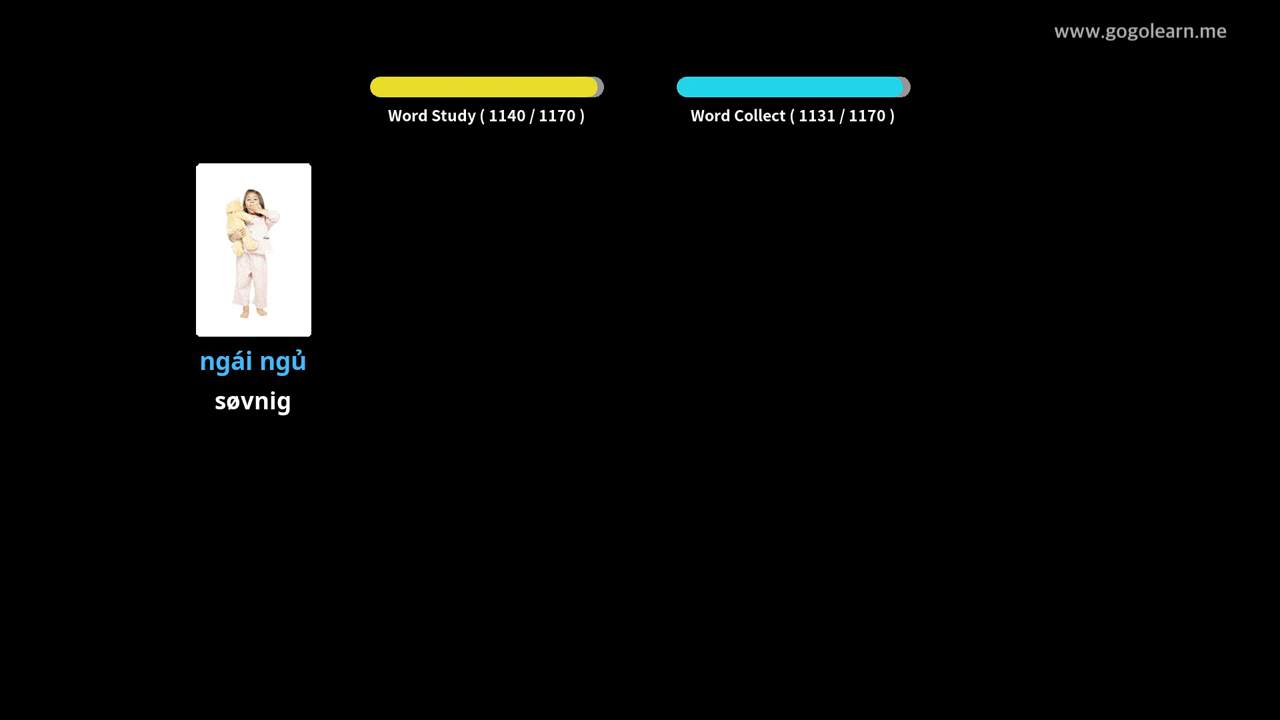 www.gogolearn.me
Word Study ( 1140 / 1170 )
Word Collect ( 1131 / 1170 )
ngái ngủ
søvnig